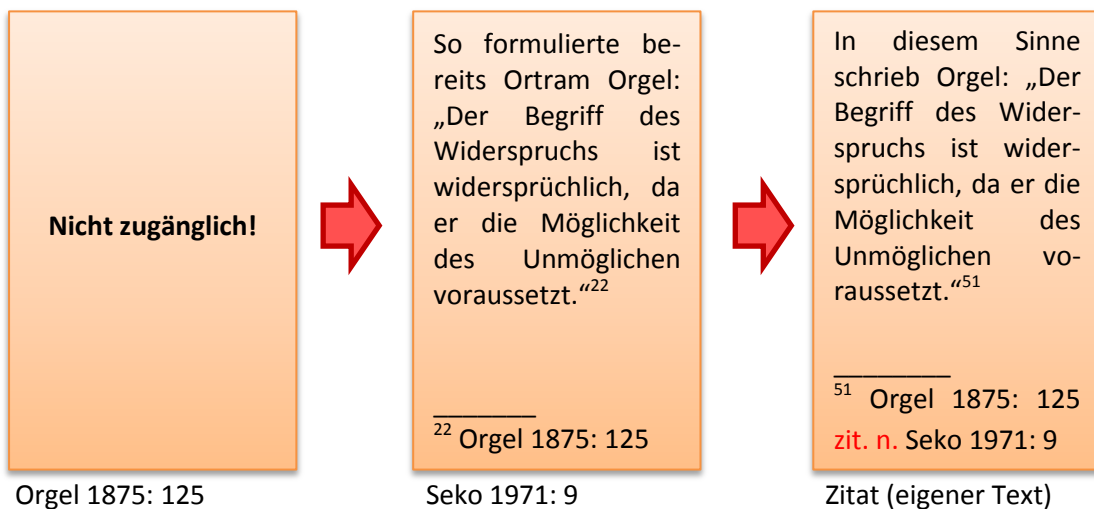 Nicht zugänglich!
Orgel 1875: 125
So formulierte be-
reits Ortram Orgel:
„Der Begriff des
Widerspruchs ist
widersprüchlich, da
er die Möglichkeit
des Unmöglichen
voraussetzt.“22
22 Orgel 1875: 125
Seko 1971: 9
In diesem Sinne
schrieb Orgel: „Der
Begriff des Wider-
spruchs ist wider-
sprüchlich, da er die
Möglichkeit des
Unmöglichen vo-
raussetzt.“51
51 Orgel 1875: 125
zit. n. Seko 1971: 9
Zitat (eigener Text)